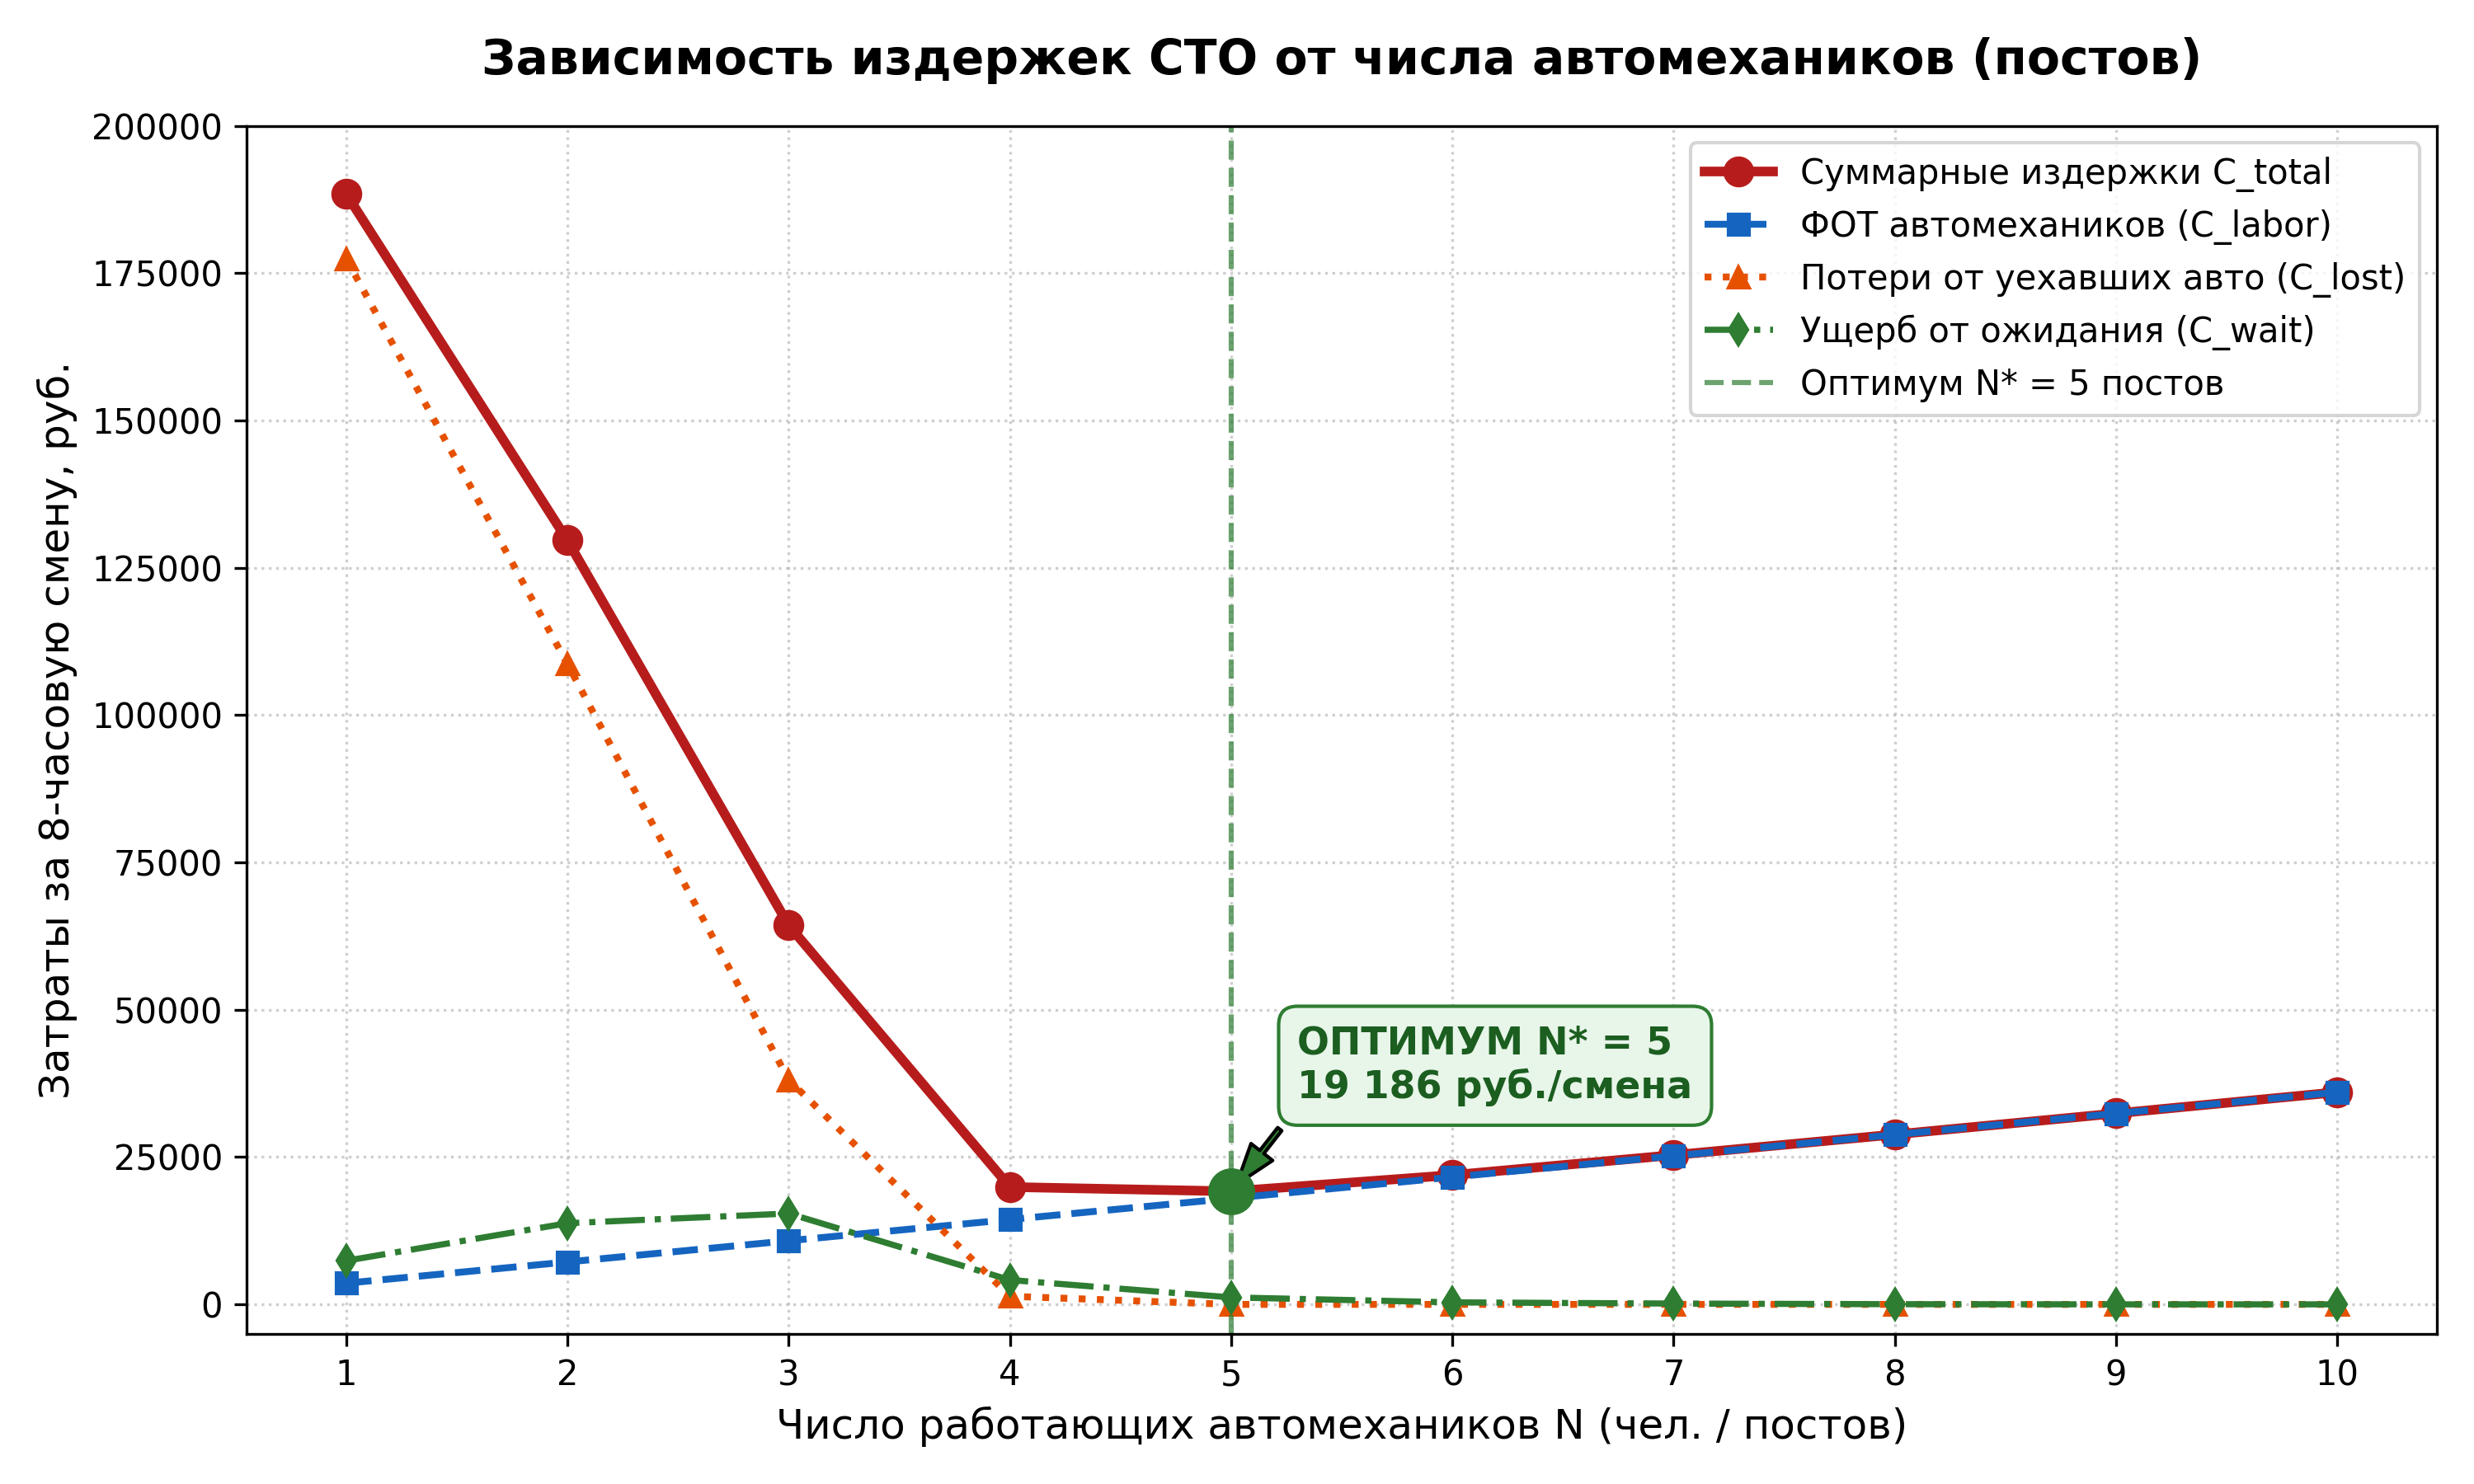 Зависимость издержек СТО от числа автомехаников (постов)
Затраты за 8-часовую смену, руб.
200000
175000
150000
125000
100000
75000
50000
25000
0
Суммарные издержки C_total
ФОТ автомехаников (C_labor)
Потери от уехавших авто (C_lost)
Ущерб от ожидания (C_wait)
Оптимум N* = 5 постов
ОПТИМУМ N* = 5
19 186 руб./смена
1 2 3 4 5 6 7 8 9 10
Число работающих автомехаников N (чел. / постов)